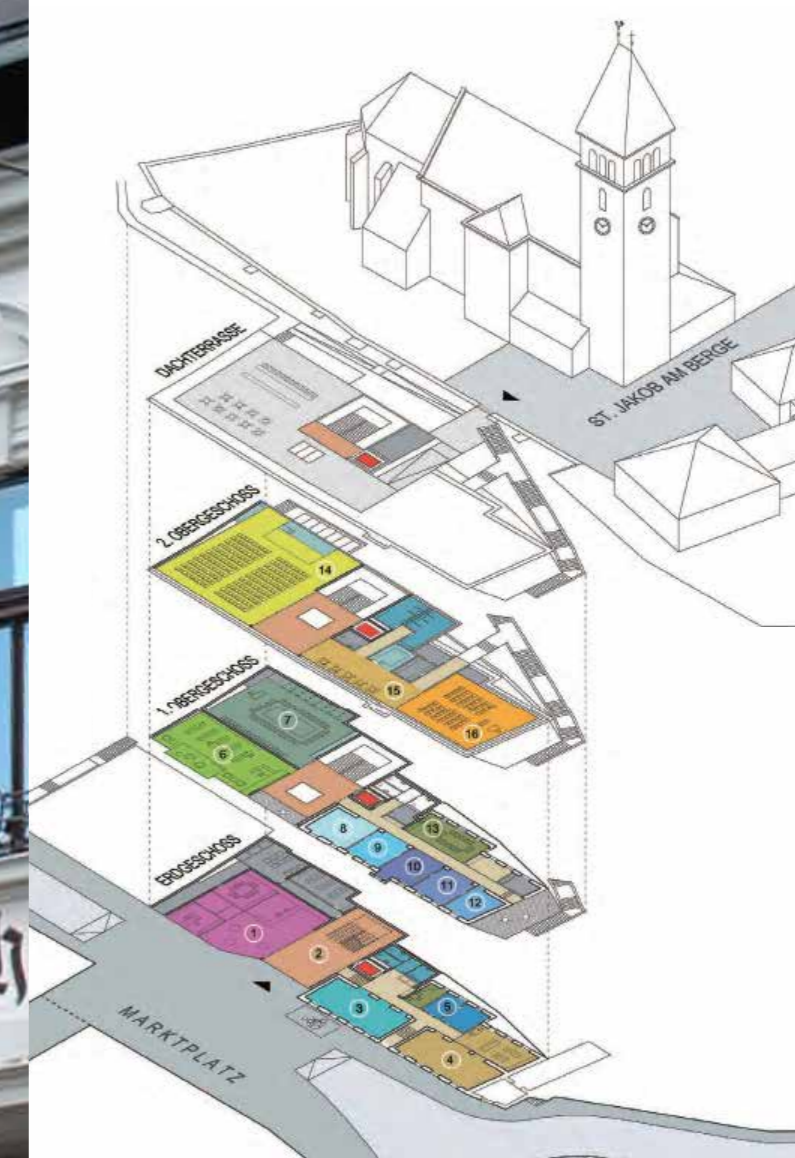 DACHTERRASSE
ST. JAKOB AM BERGE
2. OBERGESCHOSS
14
15
16
1. OBERGESCHOSS
7
6
8
9
10
11
12
13
ERDGESCHOSS
1
2
3
5
4
MARKTPLATZ